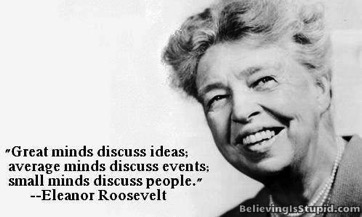 "Great minds discuss ideas;
average minds discuss events;
small minds discuss people."
--Eleanor Roosevelt
BelievingIsStupid.com